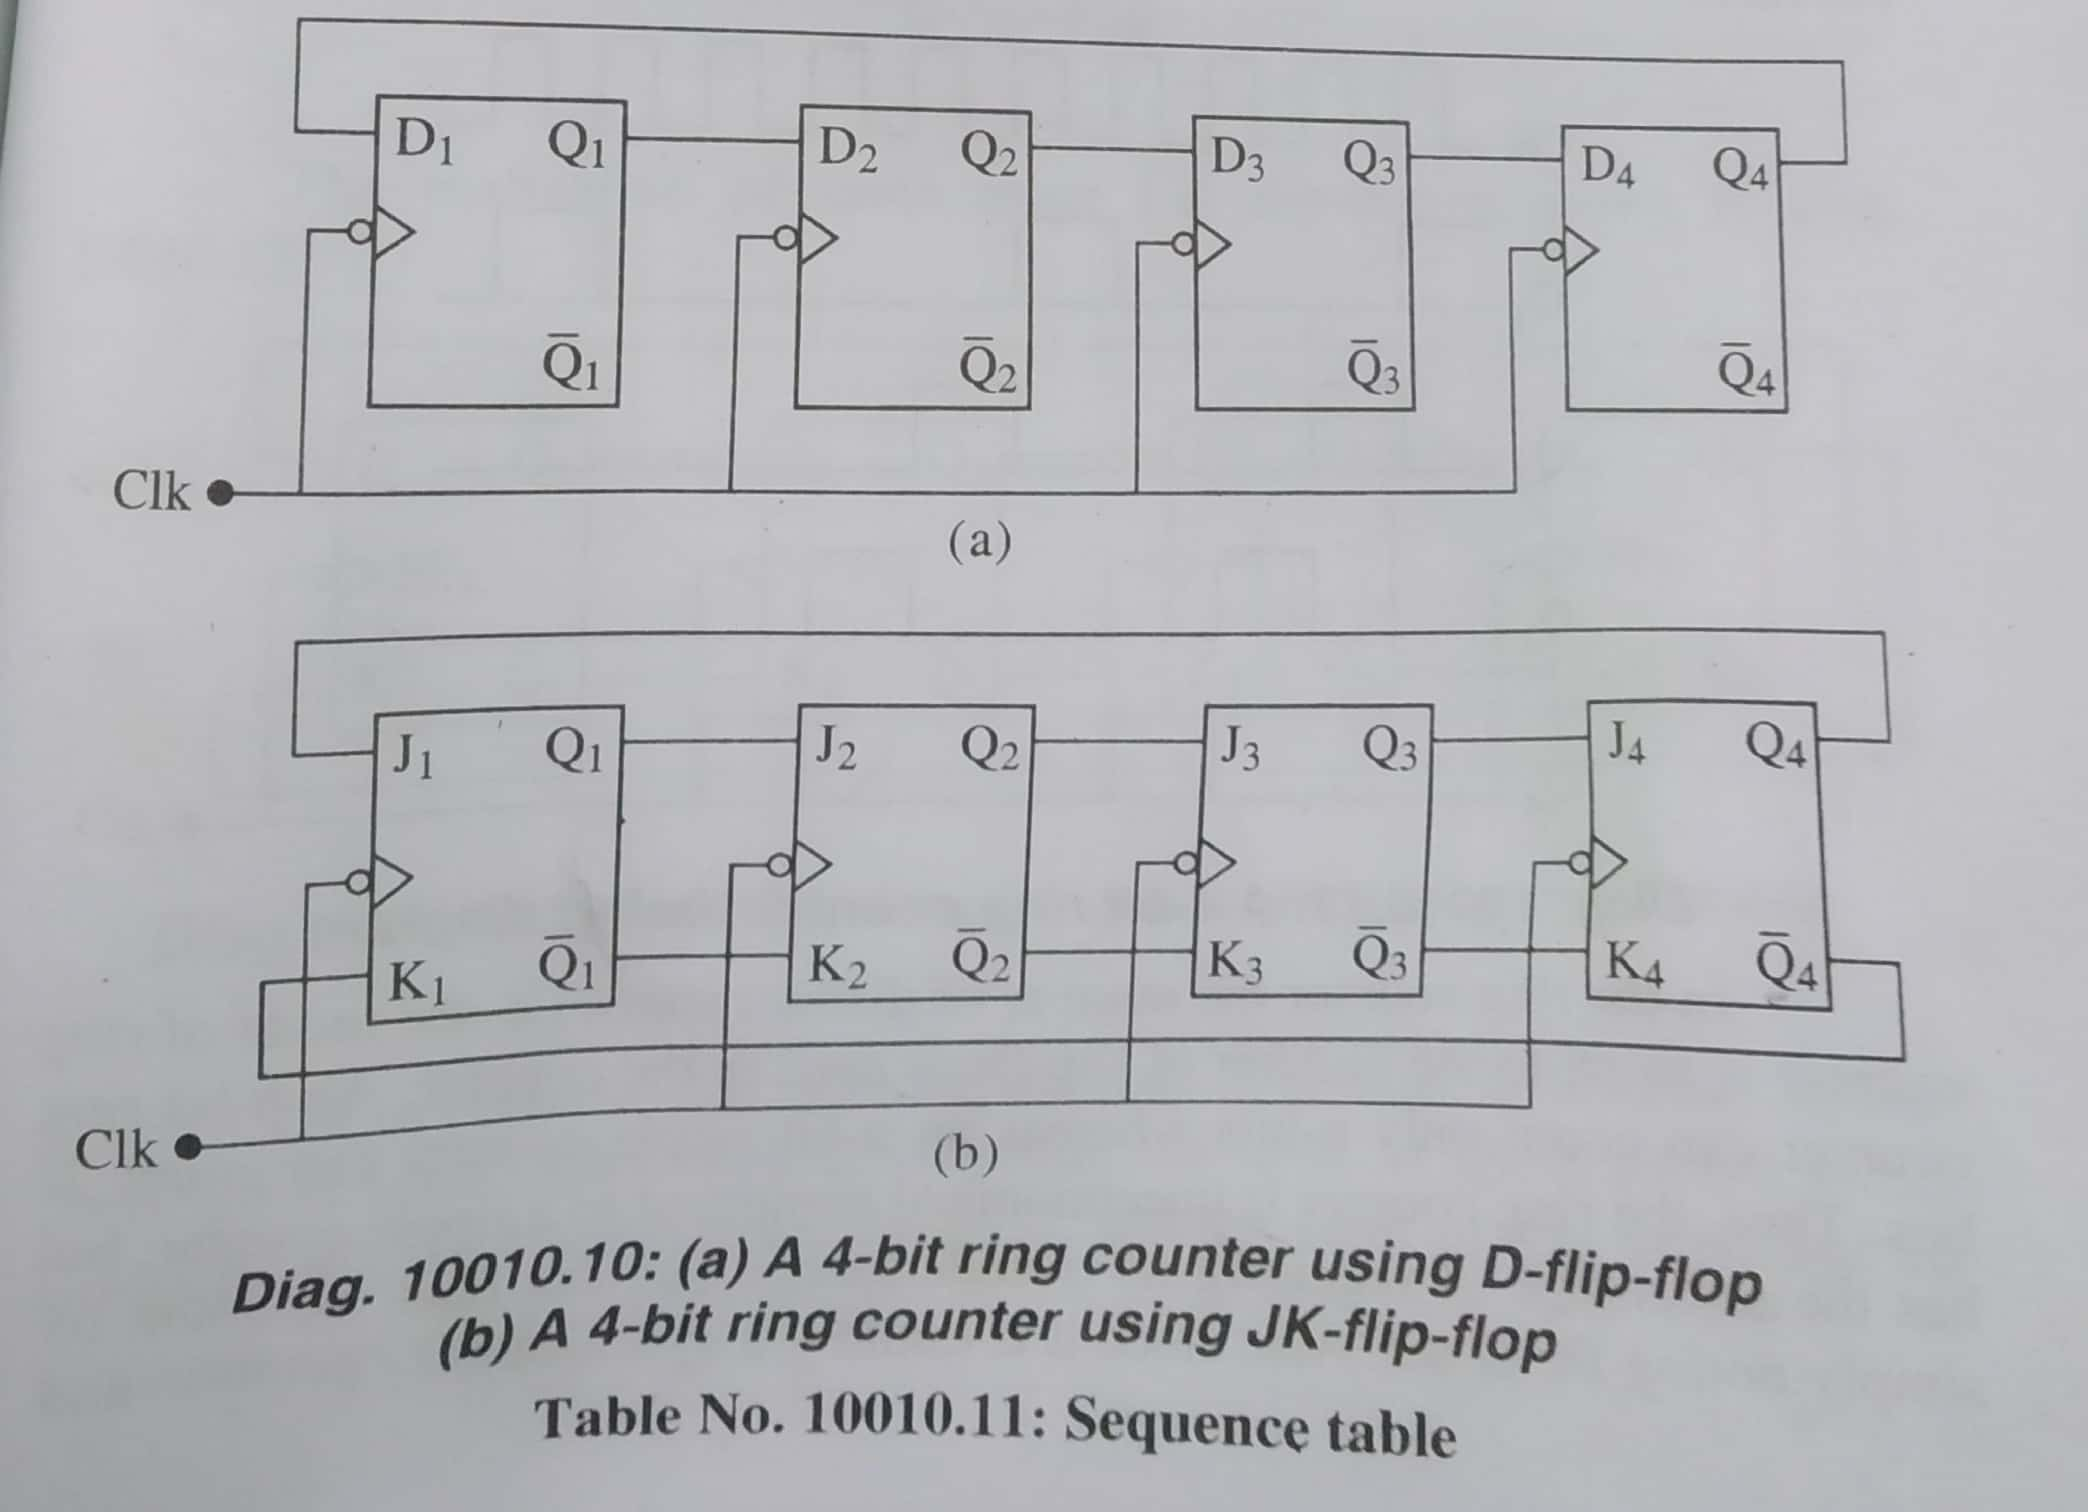 D₁ Q₁ D₂ Q₂ D₃ Q₃ D₄ Q₄
Q̅₁ Q̅₂ Q̅₃ Q̅₄
Clk
(a)
J₁ Q₁ J₂ Q₂ J₃ Q₃ J₄ Q₄
K₁ Q̅₁ K₂ Q̅₂ K₃ Q̅₃ K₄ Q̅₄
Clk
(b)
Diag. 10010.10: (a) A 4-bit ring counter using D-flip-flop
(b) A 4-bit ring counter using JK-flip-flop
Table No. 10010.11: Sequence table